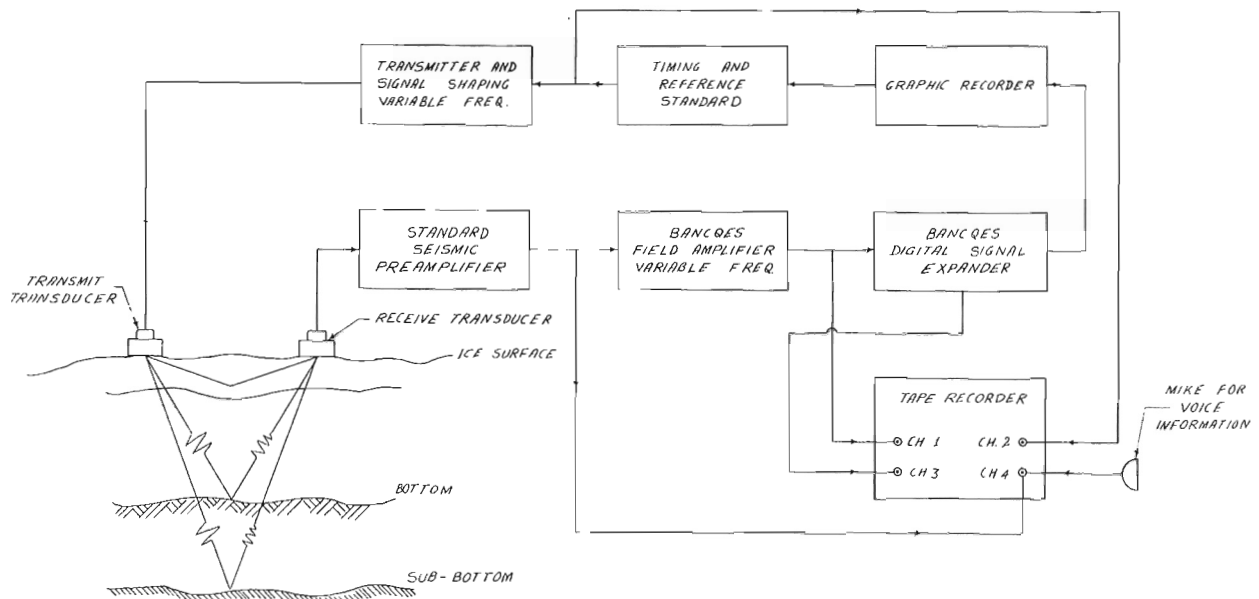 TRANSMITTER AND
SIGNAL SHAPING
VARIABLE FREQ.
TIMING AND
REFERENCE
STANDARD
GRAPHIC RECORDER
STANDARD
SEISMIC
PREAMPLIFIER
BANCQES
FIELD AMPLIFIER
VARIABLE FREQ
BANCQES
DIGITAL SIGNAL
EXPANDER
TRANSMIT
TRANSDUCER
RECEIVE TRANSDUCER
ICE SURFACE
TAPE RECORDER
CH 1
CH. 2
CH 3
CH 4
MIKE FOR
VOICE
INFORMATION
BOTTOM
SUB-BOTTOM